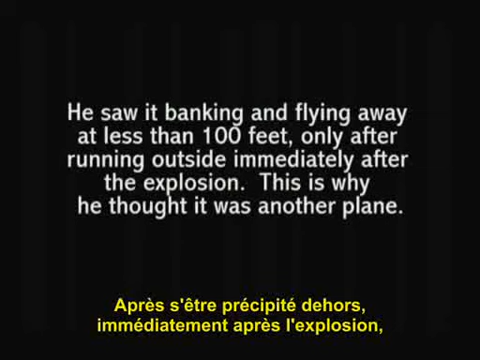 He saw it banking and flying away
at less than 100 feet, only after
running outside immediately after
the explosion.  This is why
he thought it was another plane.
Après s'être précipité dehors,
immédiatement après l'explosion,